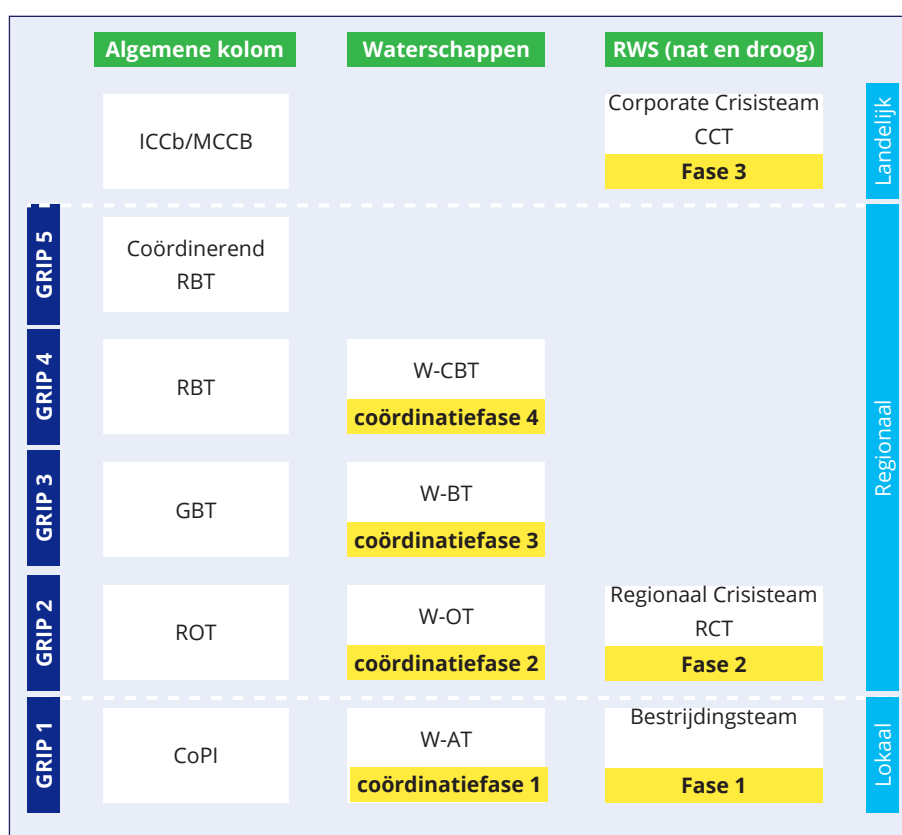 Algemene kolom
Waterschappen
RWS (nat en droog)
ICCb/MCCB
Corporate Crisisteam
CCT
Fase 3
Landelijk
GRIP 5
Coördinerend
RBT
GRIP 4
RBT
W-CBT
coördinatiefase 4
Regionaal
GRIP 3
GBT
W-BT
coördinatiefase 3
GRIP 2
ROT
W-OT
coördinatiefase 2
Regionaal Crisisteam
RCT
Fase 2
GRIP 1
CoPI
W-AT
coördinatiefase 1
Bestrijdingsteam
Fase 1
Lokaal